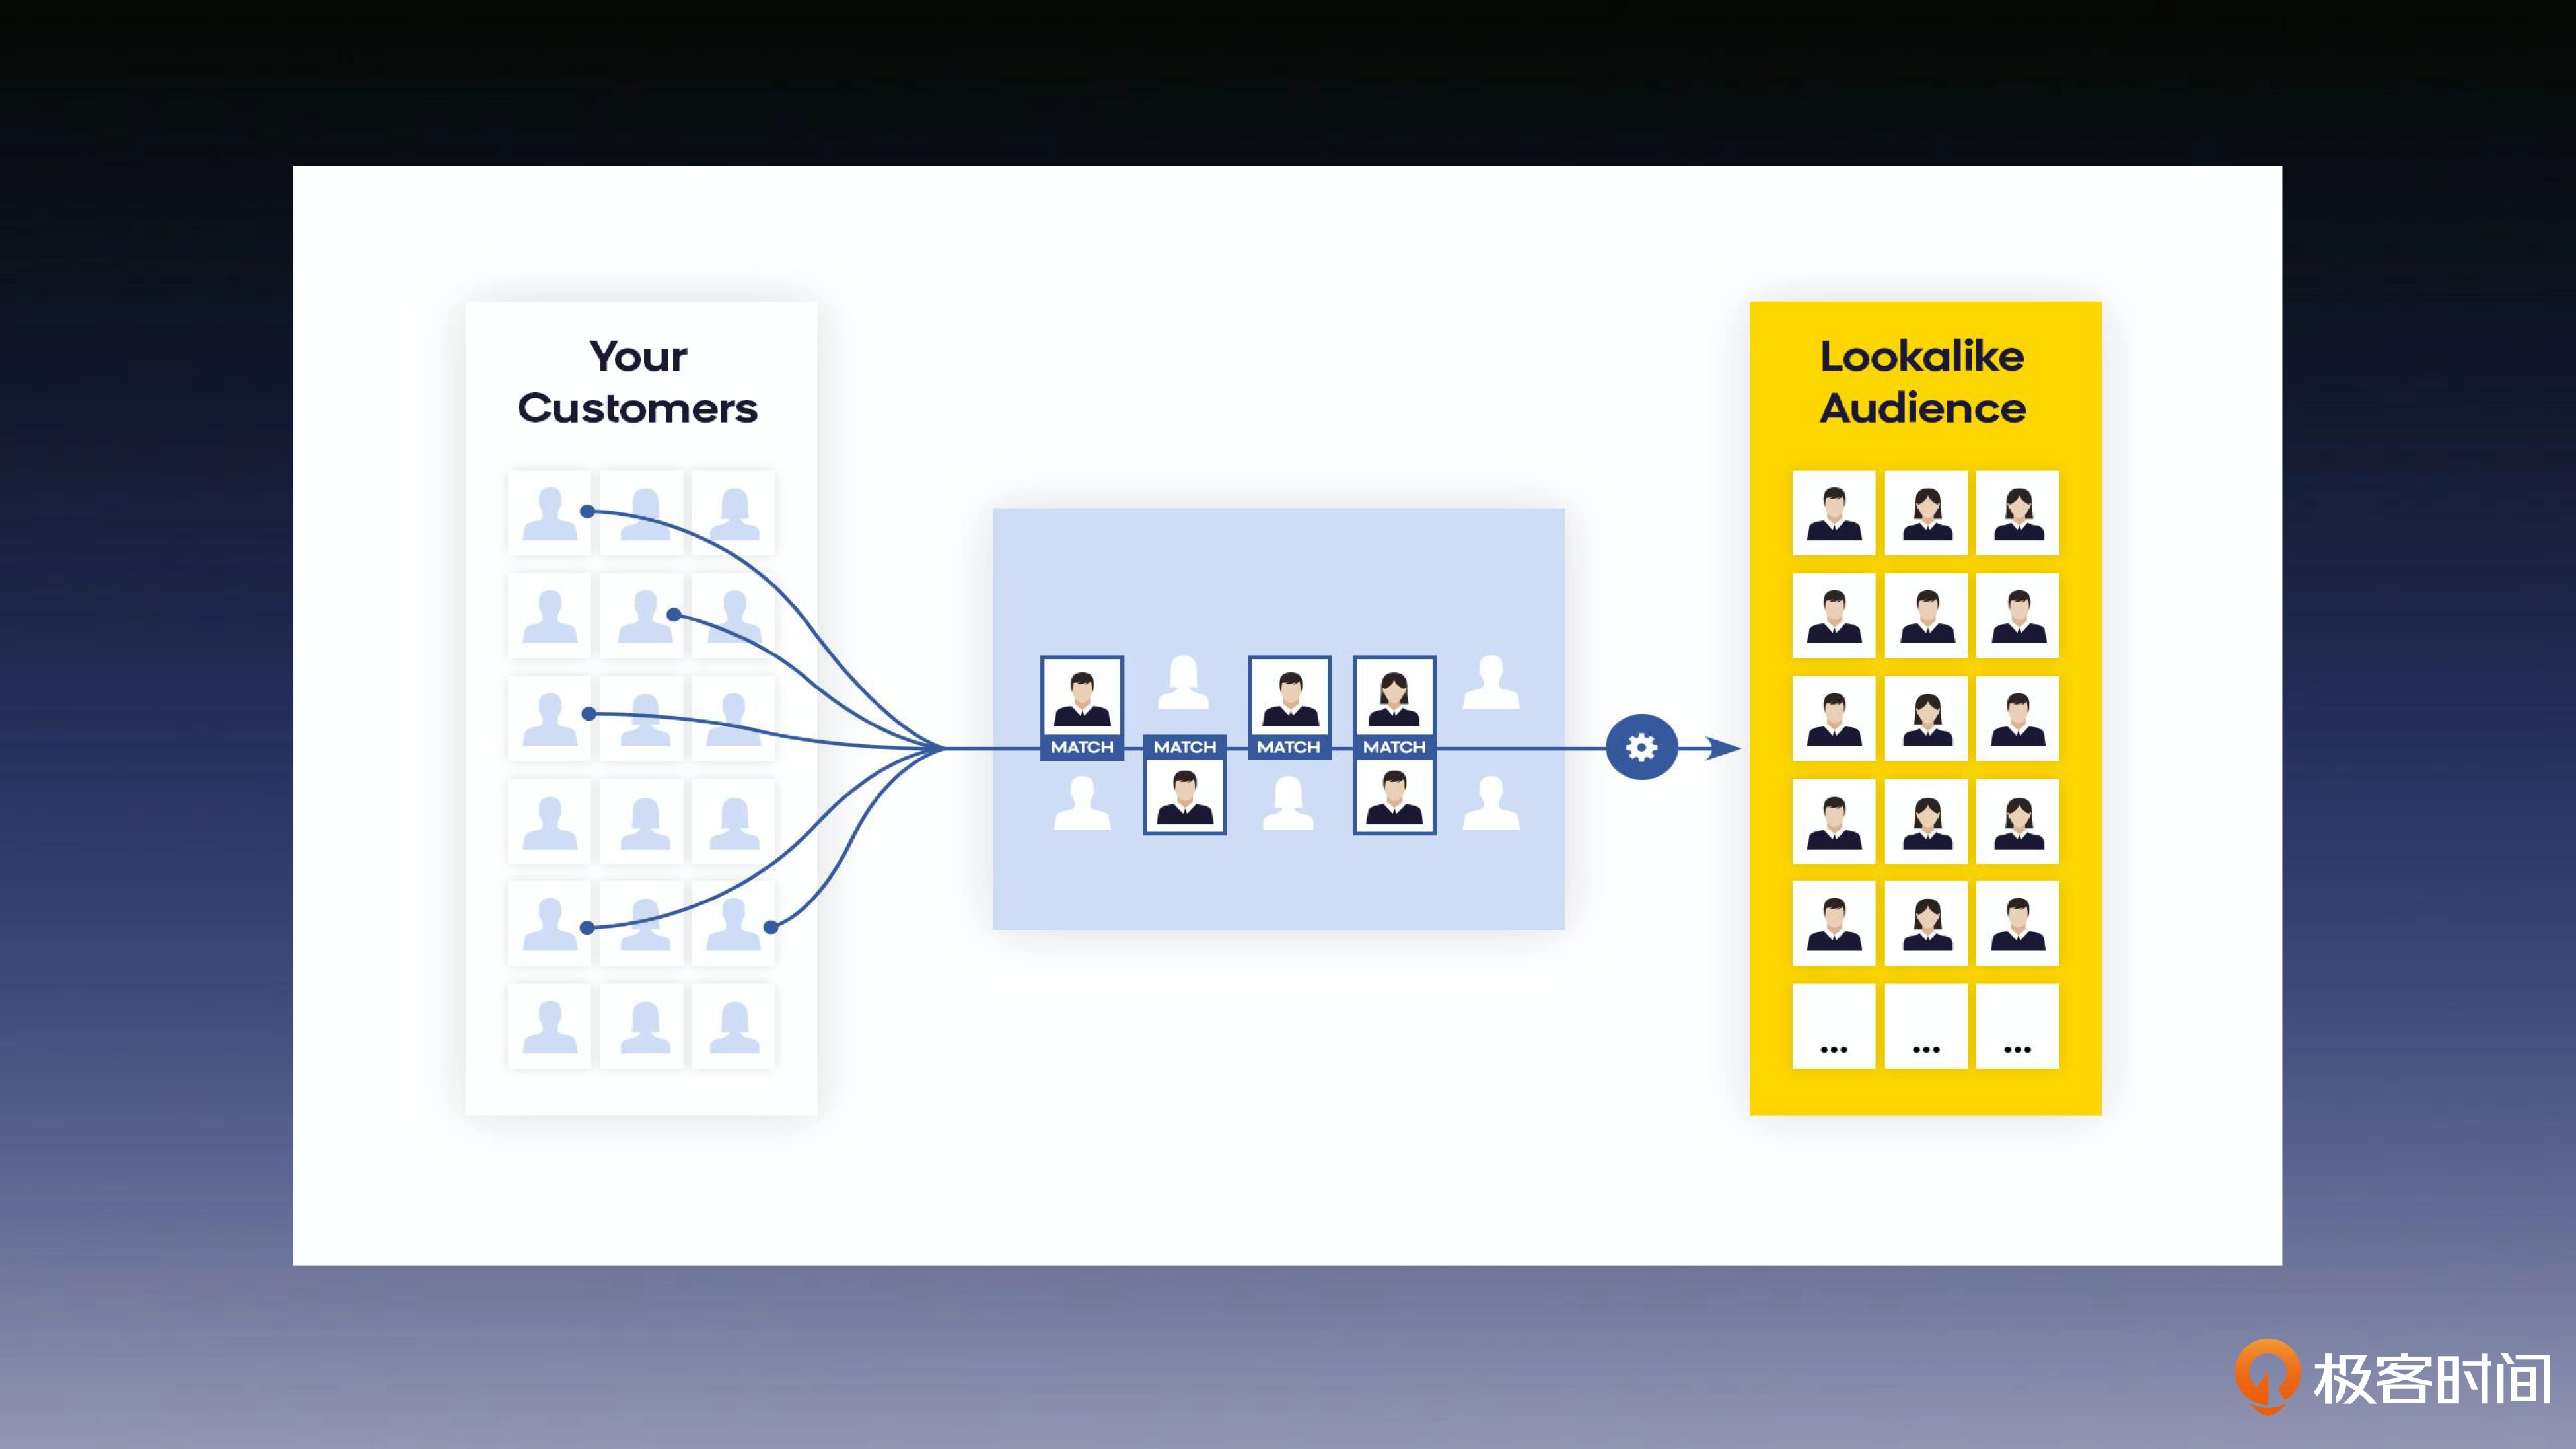 Your
Customers
Lookalike
Audience
MATCH
MATCH
MATCH
MATCH
...
...
...
极客时间